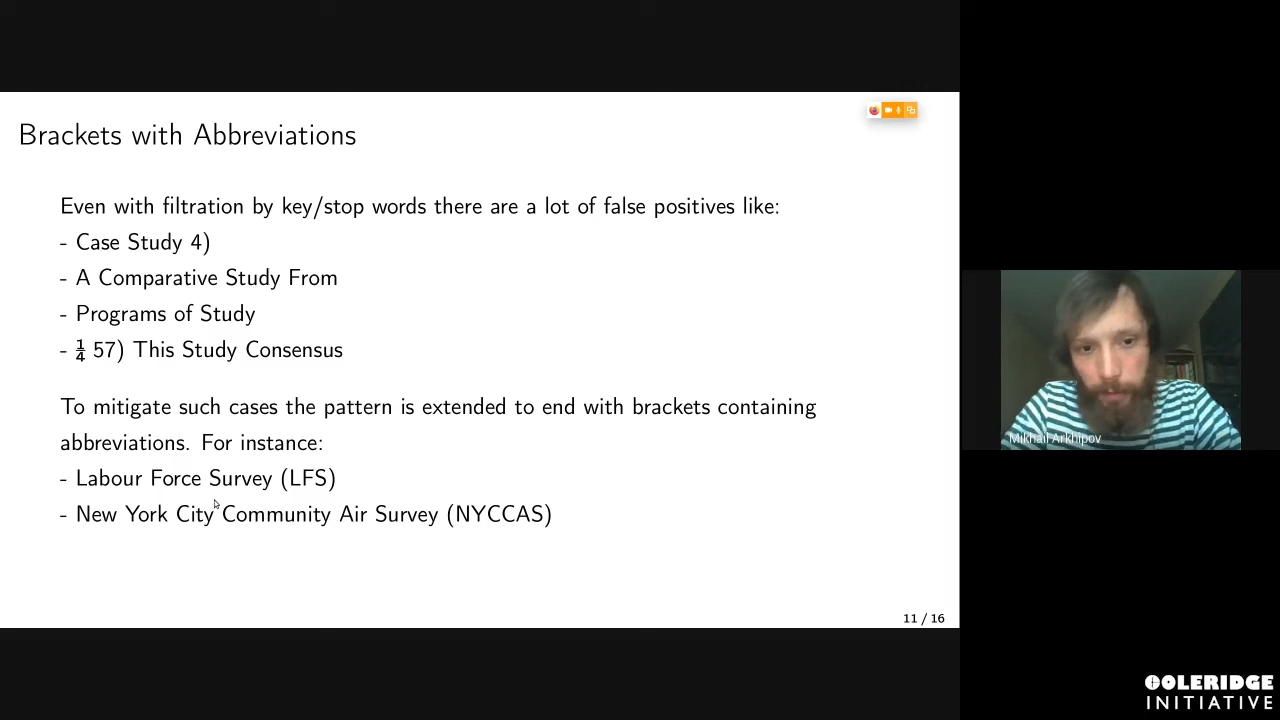 Brackets with Abbreviations
Even with filtration by key/stop words there are a lot of false positives like:
- Case Study 4)
- A Comparative Study From
- Programs of Study
- ¼ 57) This Study Consensus
To mitigate such cases the pattern is extended to end with brackets containing
abbreviations. For instance:
- Labour Force Survey (LFS)
- New York City Community Air Survey (NYCCAS)
11 / 16
Mikhail Arkhipov
COLERIDGE
INITIATIVE